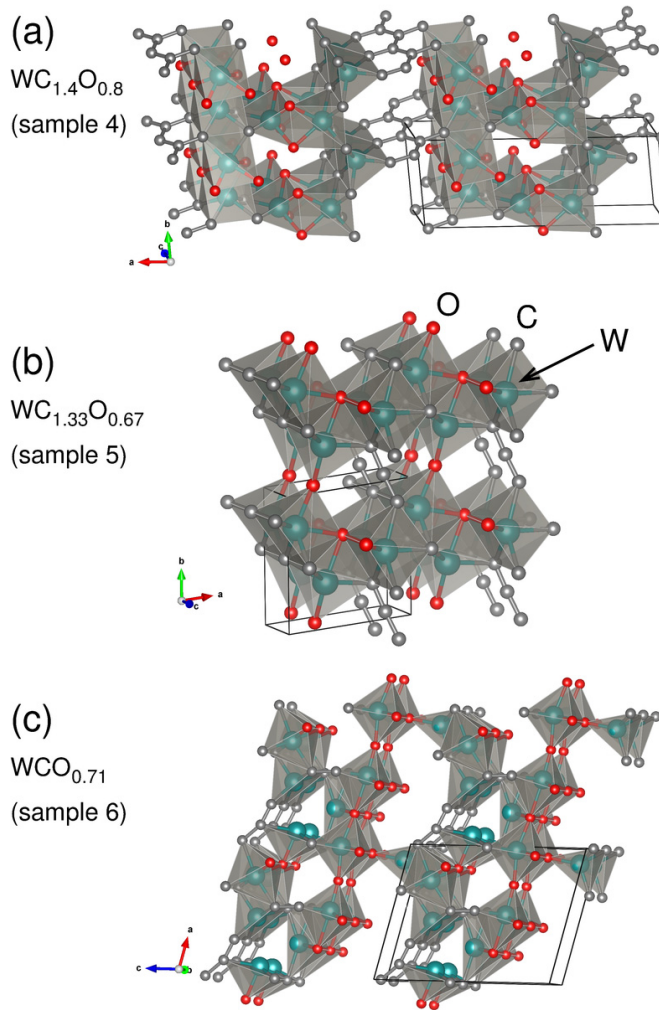 (a)
WC₁.₄O₀.₈
(sample 4)
b
c
a
(b)
O
C
W
WC₁.₃₃O₀.₆₇
(sample 5)
b
a
c
(c)
WCO₀.₇₁
(sample 6)
a
c
b